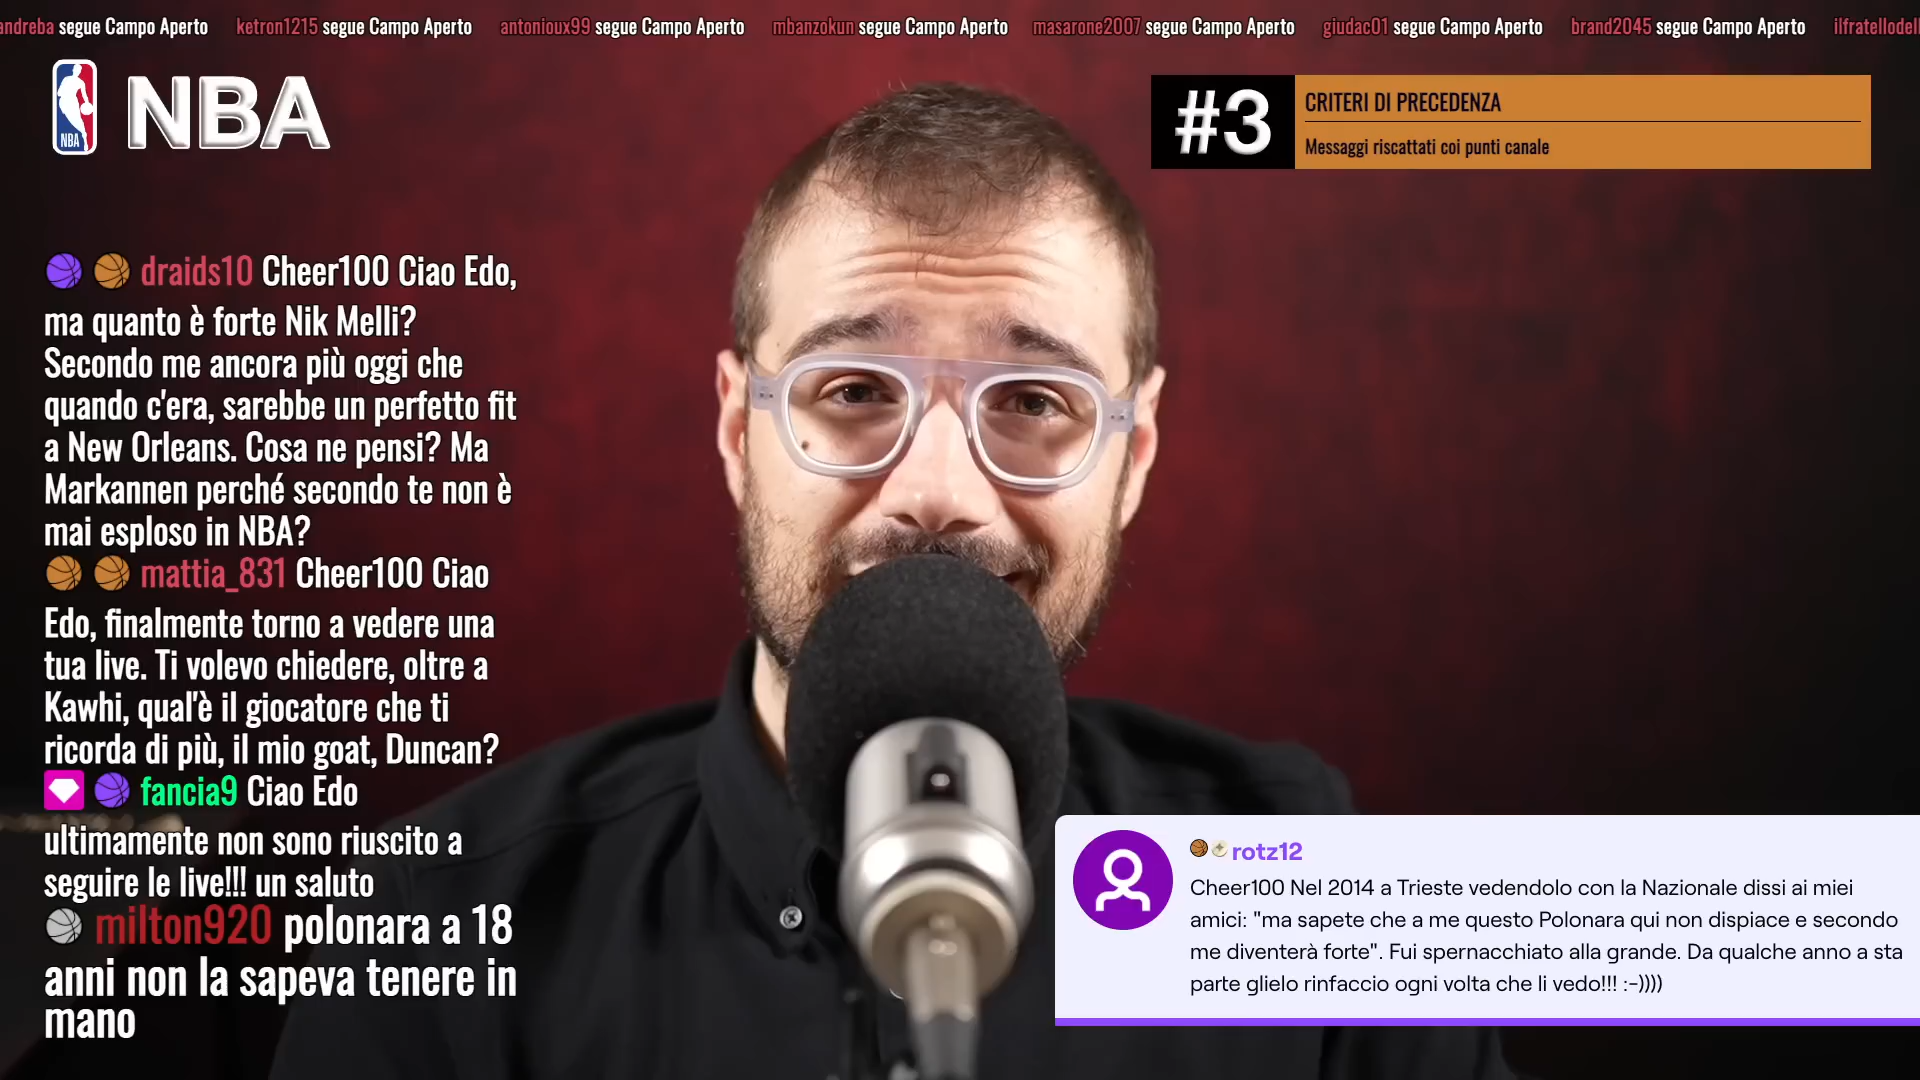 andreba segue Campo Aperto ketron1215 segue Campo Aperto antonioux99 segue Campo Aperto mbanzokun segue Campo Aperto masarone2007 segue Campo Aperto giudac01 segue Campo Aperto brand2045 segue Campo Aperto ilfratellodell
NBA
NBA
#3
CRITERI DI PRECEDENZA
Messaggi riscattati coi punti canale
draids10 Cheer100 Ciao Edo,
ma quanto è forte Nik Melli?
Secondo me ancora più oggi che
quando c'era, sarebbe un perfetto fit
a New Orleans. Cosa ne pensi? Ma
Markannen perché secondo te non è
mai esploso in NBA?
mattia_831 Cheer100 Ciao
Edo, finalmente torno a vedere una
tua live. Ti volevo chiedere, oltre a
Kawhi, qual'è il giocatore che ti
ricorda di più, il mio goat, Duncan?
fancia9 Ciao Edo
ultimamente non sono riuscito a
seguire le live!!! un saluto
milton920 polonara a 18
anni non la sapeva tenere in
mano
rotz12
Cheer100 Nel 2014 a Trieste vedendolo con la Nazionale dissi ai miei
amici: "ma sapete che a me questo Polonara qui non dispiace e secondo
me diventerà forte". Fui spernacchiato alla grande. Da qualche anno a sta
parte glielo rinfaccio ogni volta che li vedo!!! :-))))